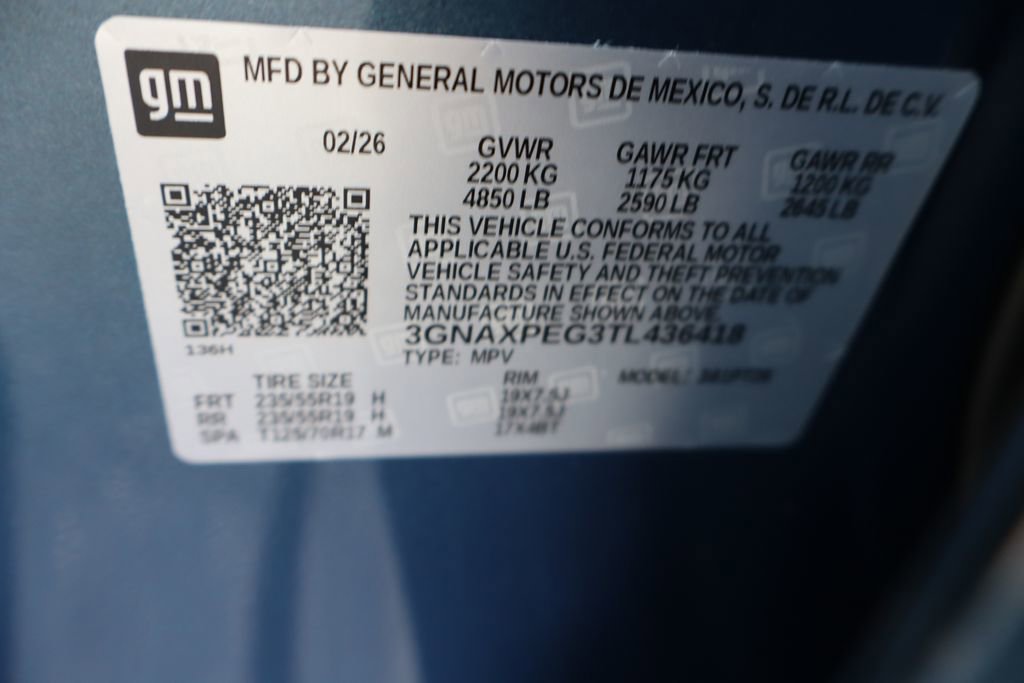 gm
MFD BY GENERAL MOTORS DE MEXICO, S. DE R.L. DE C.V.
02/26 GVWR GAWR FRT GAWR RR
2200 KG 1175 KG 1200 KG
4850 LB 2590 LB 2645 LB
THIS VEHICLE CONFORMS TO ALL
APPLICABLE U.S. FEDERAL MOTOR
VEHICLE SAFETY AND THEFT PREVENTION
STANDARDS IN EFFECT ON THE DATE OF
MANUFACTURE SHOWN ABOVE.
3GNAXPEG3TL436418
136H
TYPE: MPV
TIRE SIZE RIM MODEL:
FRT 235/55R19 H 19X7.5J
RR 235/55R19 H 19X7.5J
SPA T125/70R17 M 17X4BT